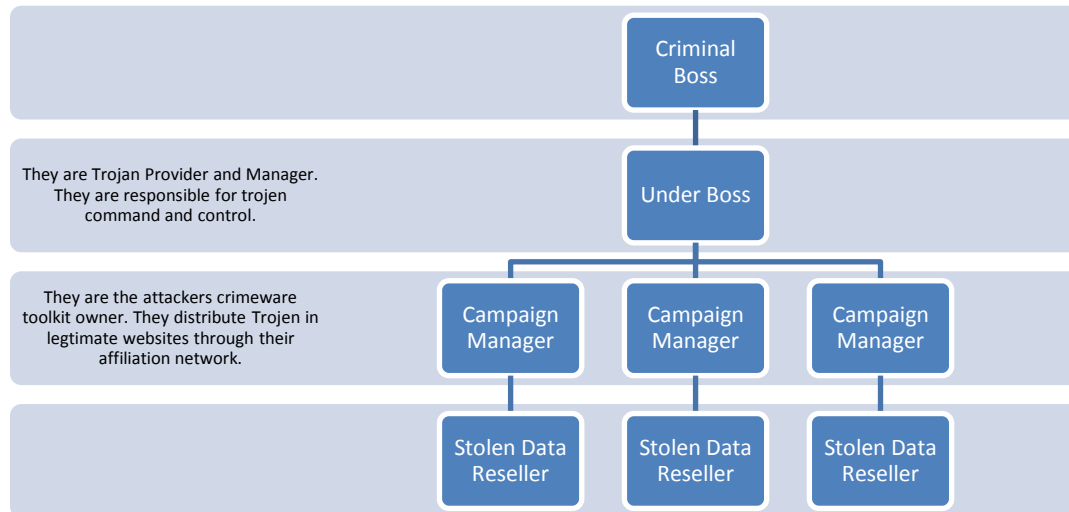 Criminal
Boss
They are Trojan Provider and Manager.
They are responsible for trojen
command and control.
Under Boss
They are the attackers crimeware
toolkit owner. They distribute Trojen in
legtimate websites through their
affiliation network.
Campaign
Manager
Campaign
Manager
Campaign
Manager
Stolen Data
Reseller
Stolen Data
Reseller
Stolen Data
Reseller